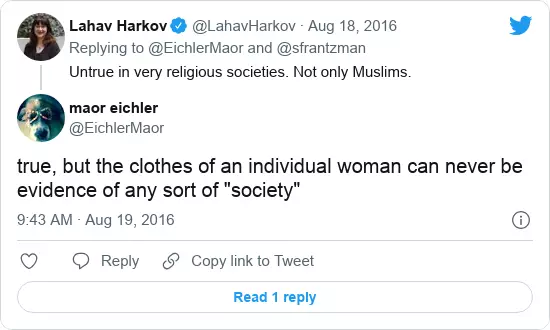 Lahav Harkov @LahavHarkov · Aug 18, 2016
Replying to @EichlerMaor and @sfrantzman
Untrue in very religious societies. Not only Muslims.
maor eichler
@EichlerMaor
true, but the clothes of an individual woman can never be
evidence of any sort of "society"
9:43 AM · Aug 19, 2016
Reply Copy link to Tweet
Read 1 reply